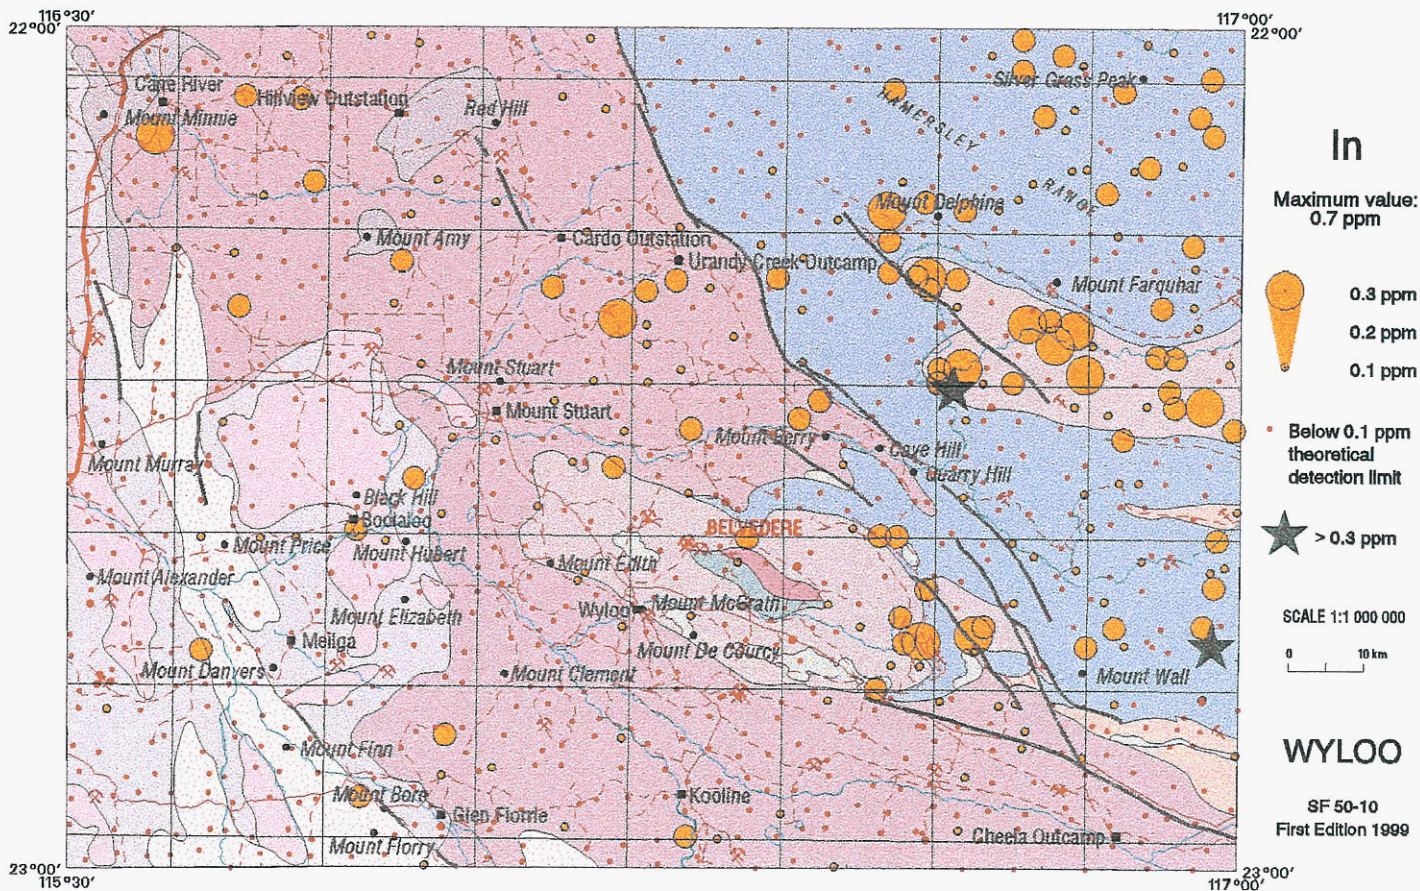 116°30′
22°00′
117°00′
22°00′
Cane River
Mount Minnie
Hillview Outstation
Red Hill
Silver Grass Peak
HAMERSLEY
RANGE
Mount Delphine
Mount Amy
Cardo Outstation
Urandy Creek Outcamp
Mount Farquhar
Mount Stuart
Mount Stuart
Mount Berry
Cave Hill
Quarry Hill
Mount Murray
Black Hill
Mount Price
Mount Hubert
BELVEDERE
Mount Edith
Mount Alexander
Mount Elizabeth
Wyloo
Mount McGrath
Mellga
Mount De Courcy
Mount Danvers
Mount Clement
Mount Wall
Mount Finn
Mount Bore
Glen Florrie
Kooline
Mount Florry
Cheela Outcamp
23°00′
115°30′
23°00′
117°00′
In
Maximum value:
0.7 ppm
0.3 ppm
0.2 ppm
0.1 ppm
Below 0.1 ppm
theoretical
detection limit
> 0.3 ppm
SCALE 1:1 000 000
0 10 km
WYLOO
SF 50-10
First Edition 1999